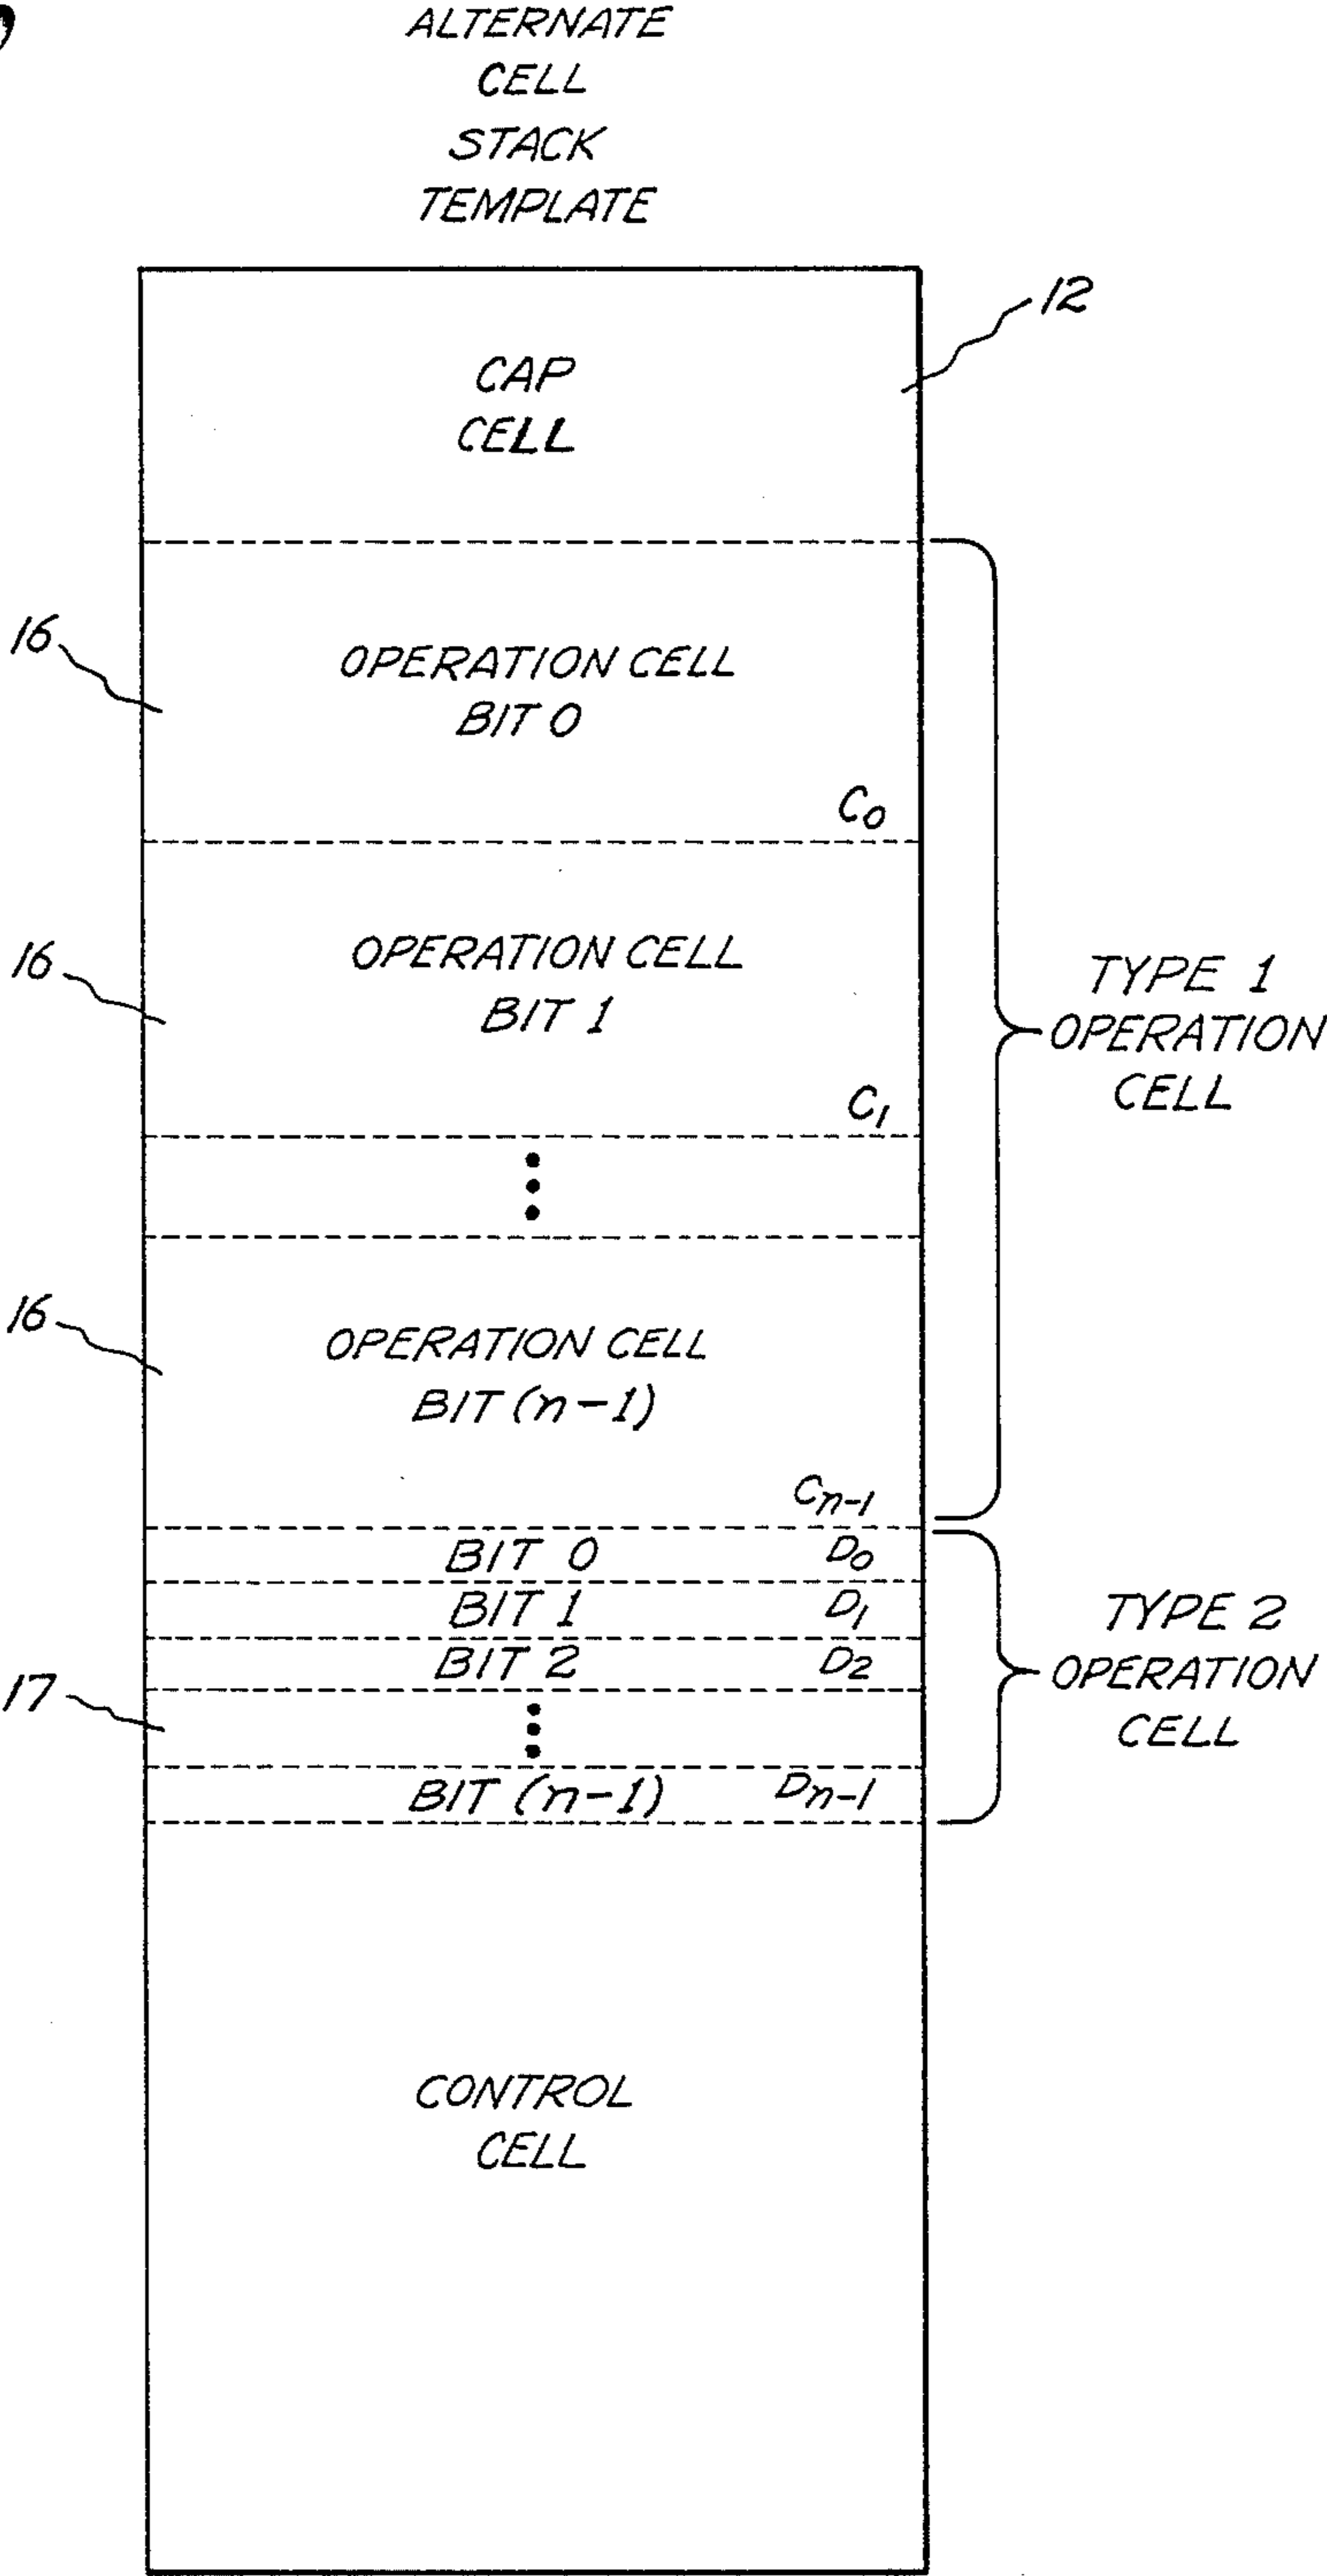 ALTERNATE
CELL
STACK
TEMPLATE
12
CAP
CELL
16
OPERATION CELL
BIT 0
C₀
16
OPERATION CELL
BIT 1
C₁
TYPE 1
OPERATION
CELL
16
OPERATION CELL
BIT (n-1)
Cₙ₋₁
BIT 0 D₀
BIT 1 D₁
BIT 2 D₂
17
BIT (n-1) Dₙ₋₁
TYPE 2
OPERATION
CELL
CONTROL
CELL